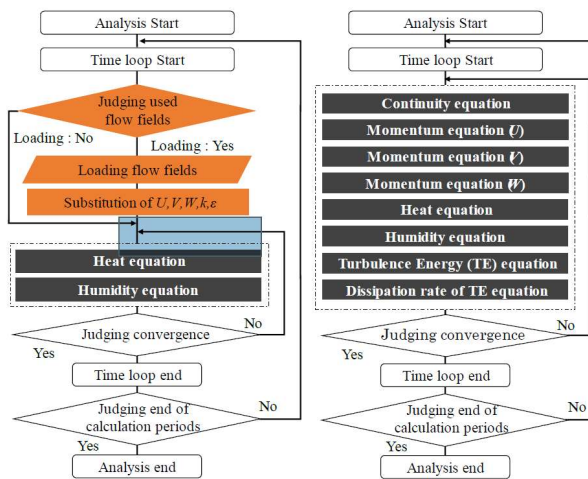 Analysis Start
Time loop Start
Judging used
flow fields
Loading : No
Loading : Yes
Loading flow fields
Substitution of U,V,W,k,ε
Heat equation
Humidity equation
Judging convergence
No
Yes
Time loop end
Judging end of
calculation periods
No
Yes
Analysis end
Analysis Start
Time loop Start
Continuity equation
Momentum equation (U)
Momentum equation (V)
Momentum equation (W)
Heat equation
Humidity equation
Turbulence Energy (TE) equation
Dissipation rate of TE equation
Judging convergence
No
Yes
Time loop end
Judging end of
calculation periods
No
Yes
Analysis end